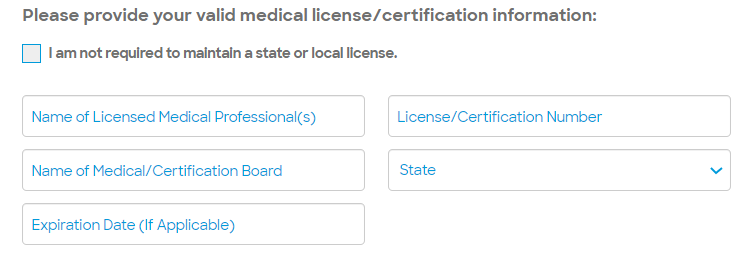 Please provide your valid medical license/certification information:
I am not required to maintain a state or local license.
Name of Licensed Medical Professional(s)
License/Certification Number
Name of Medical/Certification Board
State
Expiration Date (If Applicable)